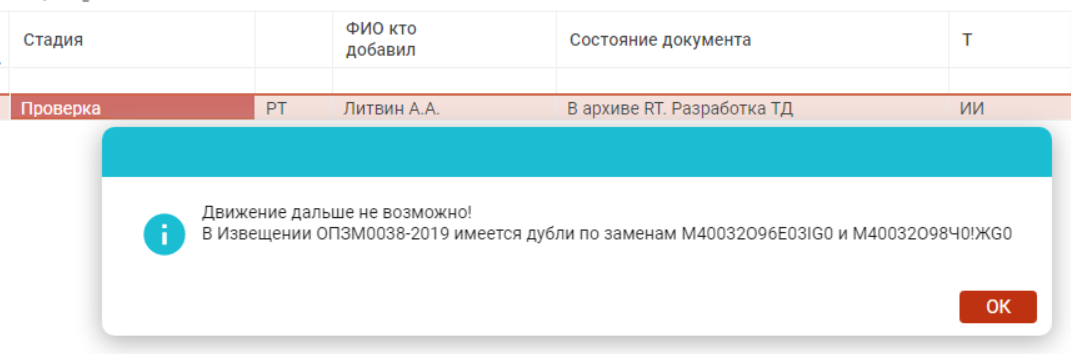 Стадия
ФИО кто
добавил
Состояние документа
Т
Проверка РТ Литвин А.А. В архиве RT. Разработка ТД ИИ
Движение дальше не возможно!
В Извещении ОПЗМ0038-2019 имеется дубли по заменам М40032О96Е03IG0 и М40032О98Ч0!ЖG0
ОК